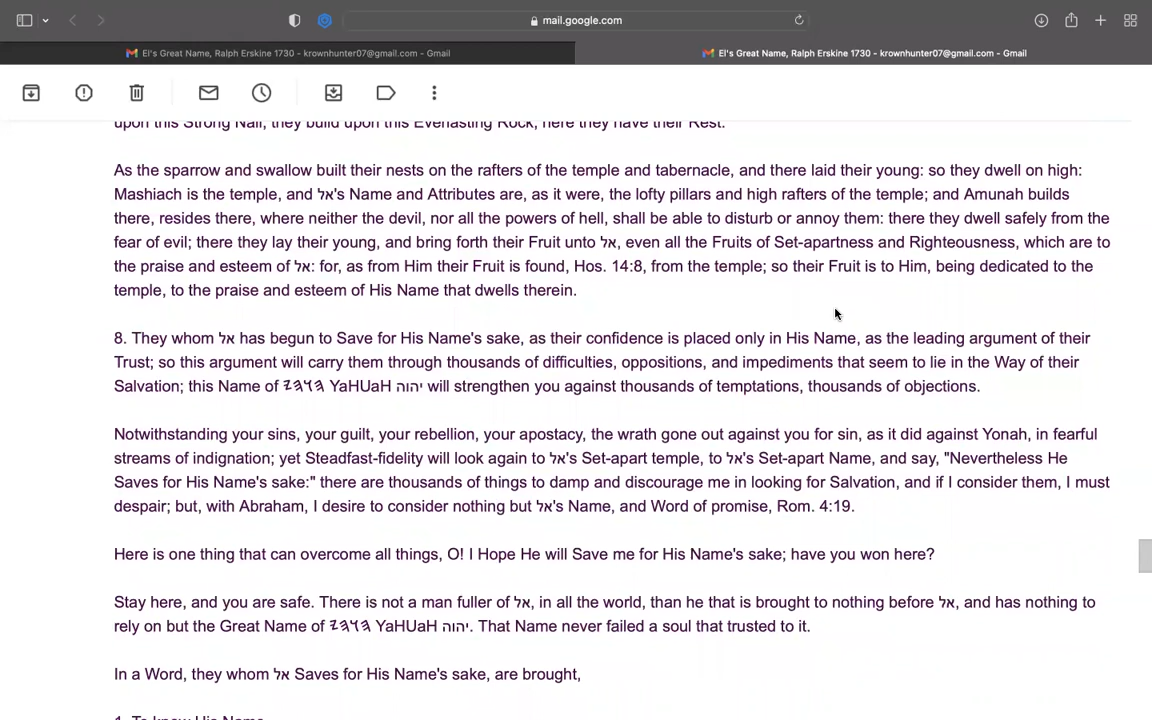 mail.google.com
El's Great Name, Ralph Erskine 1730 - krownhunter07@gmail.com - Gmail
El's Great Name, Ralph Erskine 1730 - krownhunter07@gmail.com - Gmail
upon this Strong Nail, they build upon this Everlasting Rock, here they have their Rest.
As the sparrow and swallow built their nests on the rafters of the temple and tabernacle, and there laid their young: so they dwell on high:
Mashiach is the temple, and אל's Name and Attributes are, as it were, the lofty pillars and high rafters of the temple; and Amunah builds
there, resides there, where neither the devil, nor all the powers of hell, shall be able to disturb or annoy them: there they dwell safely from the
fear of evil; there they lay their young, and bring forth their Fruit unto אל, even all the Fruits of Set-apartness and Righteousness, which are to
the praise and esteem of אל: for, as from Him their Fruit is found, Hos. 14:8, from the temple; so their Fruit is to Him, being dedicated to the
temple, to the praise and esteem of His Name that dwells therein.
8. They whom אל has begun to Save for His Name's sake, as their confidence is placed only in His Name, as the leading argument of their
Trust; so this argument will carry them through thousands of difficulties, oppositions, and impediments that seem to lie in the Way of their
Salvation; this Name of 𐤉𐤄𐤅𐤄 YaHUaH יהוה will strengthen you against thousands of temptations, thousands of objections.
Notwithstanding your sins, your guilt, your rebellion, your apostacy, the wrath gone out against you for sin, as it did against Yonah, in fearful
streams of indignation; yet Steadfast-fidelity will look again to אל's Set-apart temple, to אל's Set-apart Name, and say, "Nevertheless He
Saves for His Name's sake:" there are thousands of things to damp and discourage me in looking for Salvation, and if I consider them, I must
despair; but, with Abraham, I desire to consider nothing but אל's Name, and Word of promise, Rom. 4:19.
Here is one thing that can overcome all things, O! I Hope He will Save me for His Name's sake; have you won here?
Stay here, and you are safe. There is not a man fuller of אל, in all the world, than he that is brought to nothing before אל, and has nothing to
rely on but the Great Name of 𐤉𐤄𐤅𐤄 YaHUaH יהוה. That Name never failed a soul that trusted to it.
In a Word, they whom אל Saves for His Name's sake, are brought,
1. To know His Name